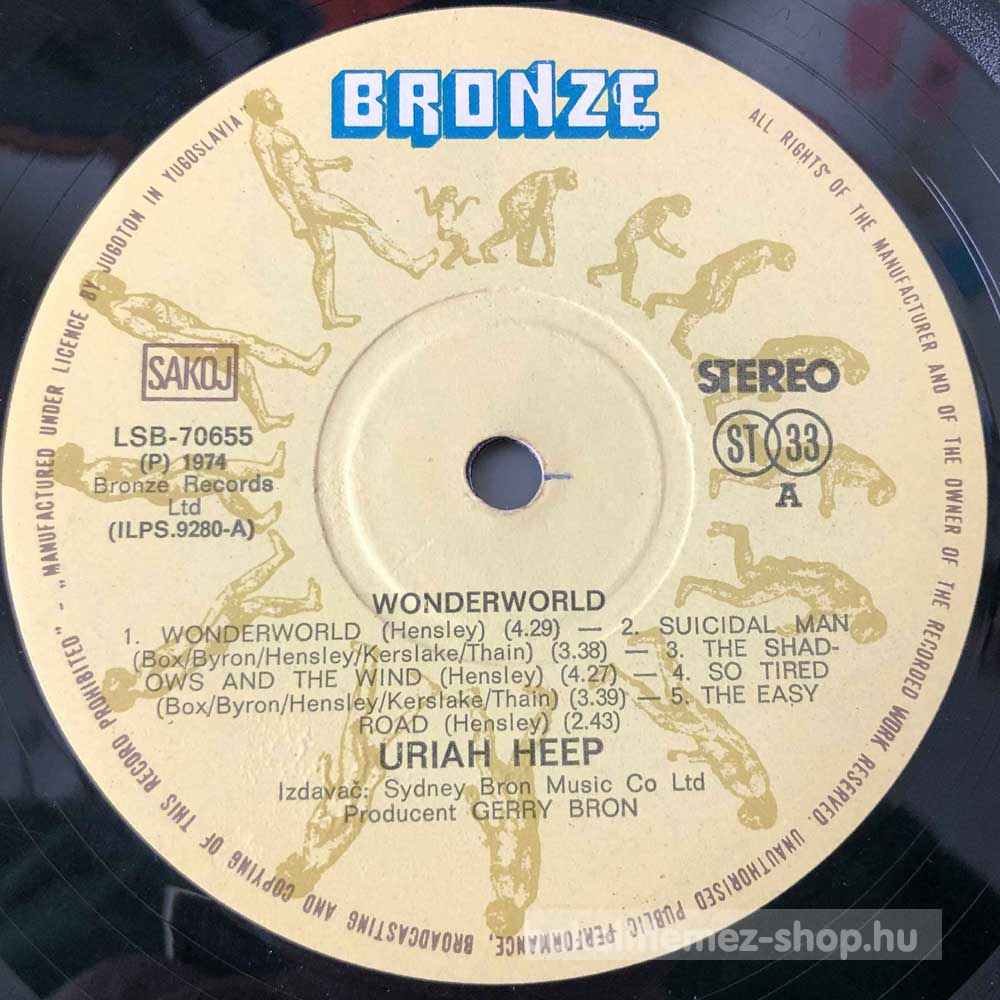 BRONZE
"MANUFACTURED UNDER LICENCE BY JUGOTON IN YUGOSLAVIA"
ALL RIGHTS OF THE MANUFACTURER AND OF THE OWNER OF THE RECORDED WORK RESERVED. UNAUTHORISED PUBLIC PERFORMANCE, BROADCASTING AND COPYING OF THIS RECORD PROHIBITED" -
SAKOJ
LSB-70655
(P) 1974
Bronze Records
Ltd
(ILPS.9280-A)
STEREO
ST 33
A
WONDERWORLD
1. WONDERWORLD (Hensley) (4.29) — 2. SUICIDAL MAN
(Box/Byron/Hensley/Kerslake/Thain) (3.38) — 3. THE SHAD-
OWS AND THE WIND (Hensley) (4.27) — 4. SO TIRED
(Box/Byron/Hensley/Kerslake/Thain) (3.39) — 5. THE EASY
ROAD (Hensley) (2.43)
URIAH HEEP
Izdavač: Sydney Bron Music Co Ltd
Producent GERRY BRON
lemez-shop.hu